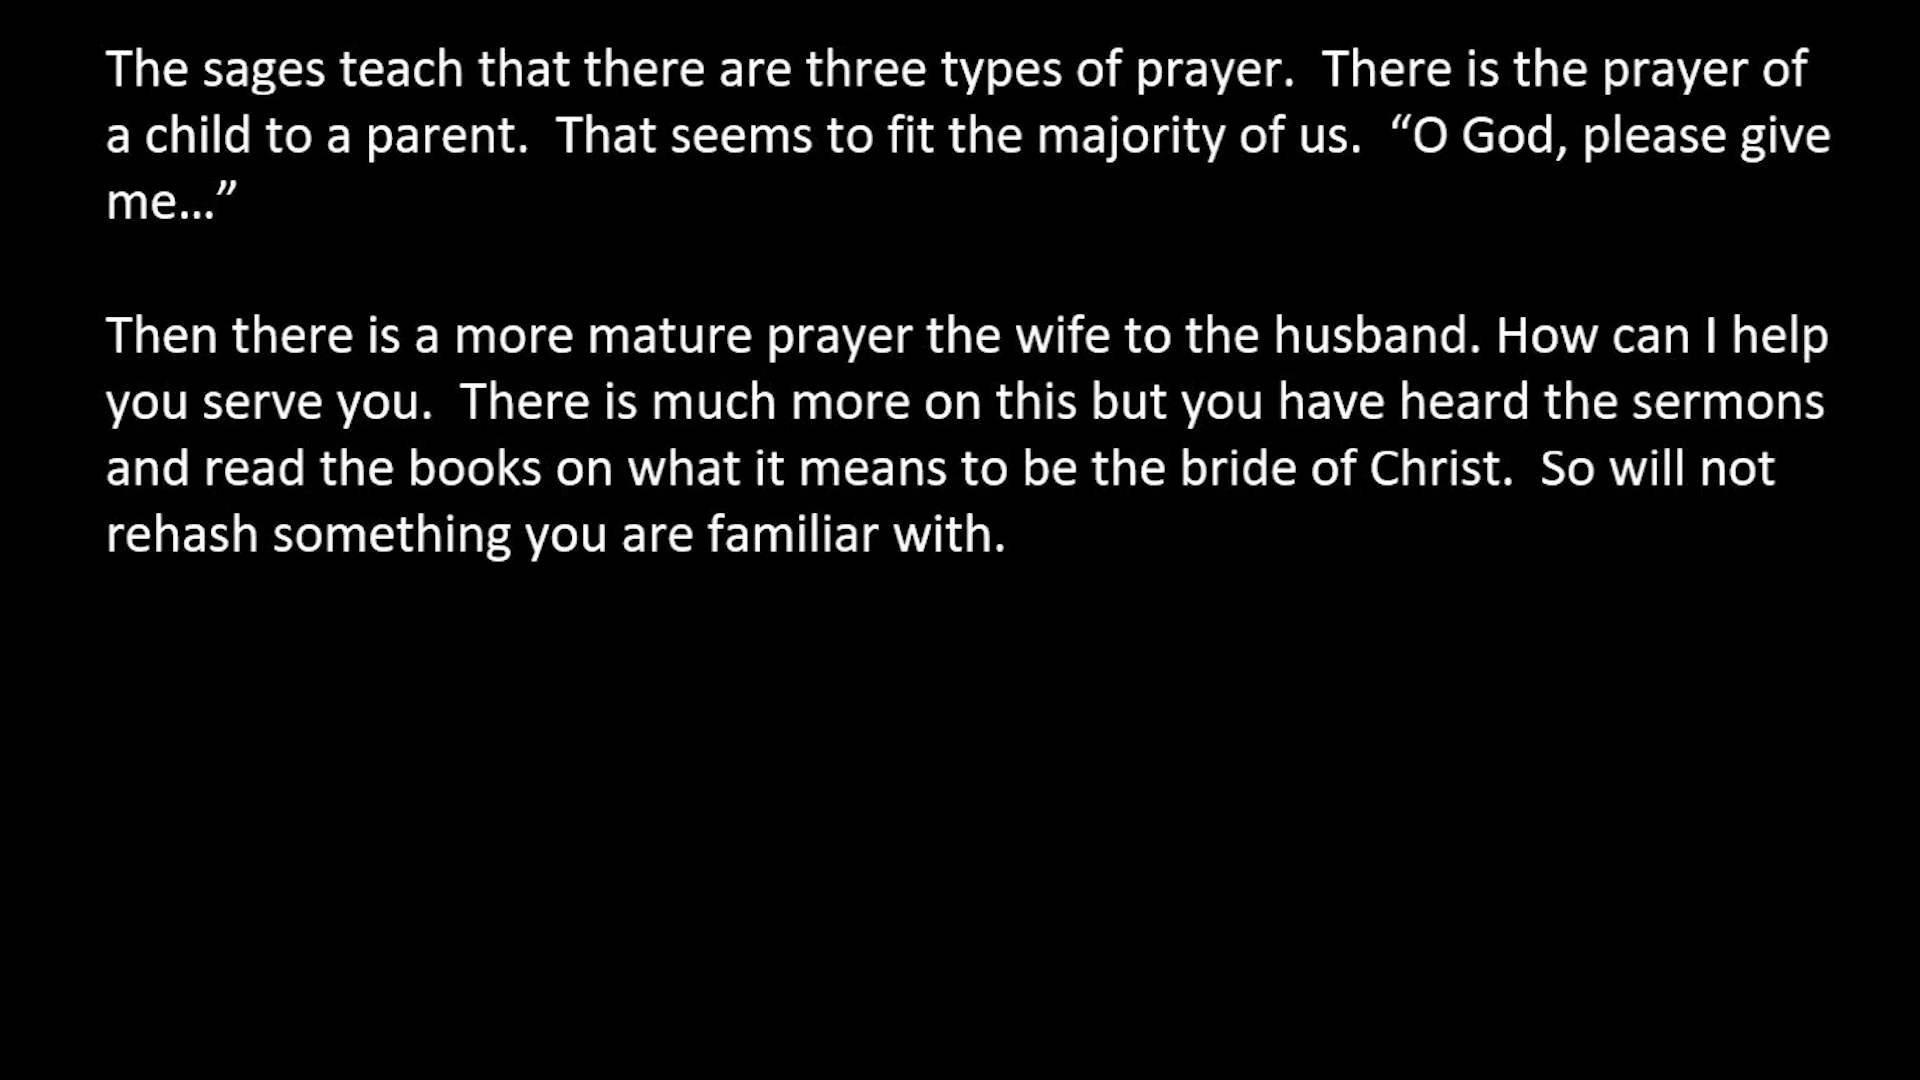 The sages teach that there are three types of prayer.  There is the prayer of
a child to a parent.  That seems to fit the majority of us.  “O God, please give
me…”
Then there is a more mature prayer the wife to the husband. How can I help
you serve you.  There is much more on this but you have heard the sermons
and read the books on what it means to be the bride of Christ.  So will not
rehash something you are familiar with.